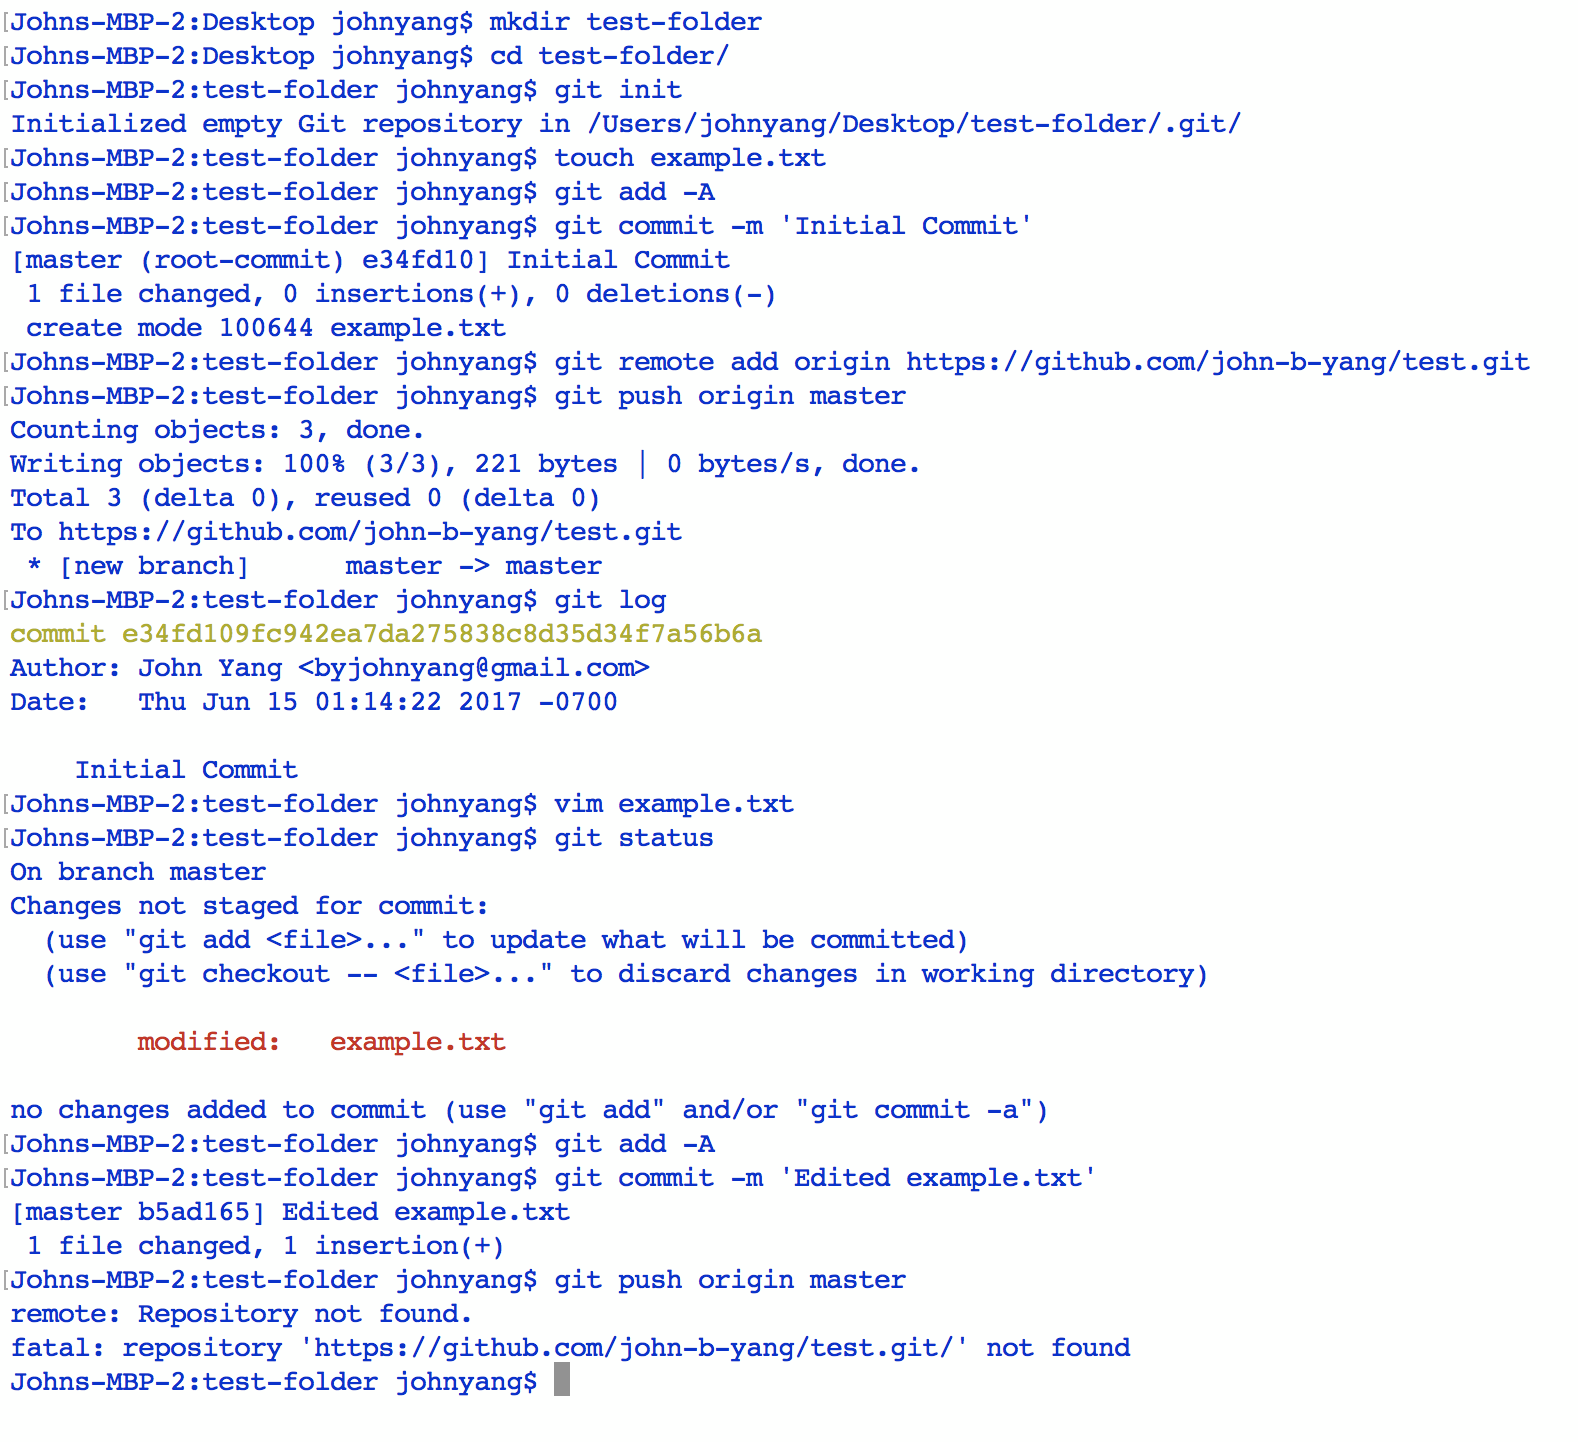 Johns-MBP-2:Desktop johnyang$ mkdir test-folder
Johns-MBP-2:Desktop johnyang$ cd test-folder/
Johns-MBP-2:test-folder johnyang$ git init
Initialized empty Git repository in /Users/johnyang/Desktop/test-folder/.git/
Johns-MBP-2:test-folder johnyang$ touch example.txt
Johns-MBP-2:test-folder johnyang$ git add -A
Johns-MBP-2:test-folder johnyang$ git commit -m 'Initial Commit'
[master (root-commit) e34fd10] Initial Commit
 1 file changed, 0 insertions(+), 0 deletions(-)
 create mode 100644 example.txt
Johns-MBP-2:test-folder johnyang$ git remote add origin https://github.com/john-b-yang/test.git
Johns-MBP-2:test-folder johnyang$ git push origin master
Counting objects: 3, done.
Writing objects: 100% (3/3), 221 bytes | 0 bytes/s, done.
Total 3 (delta 0), reused 0 (delta 0)
To https://github.com/john-b-yang/test.git
 * [new branch]      master -> master
Johns-MBP-2:test-folder johnyang$ git log
commit e34fd109fc942ea7da275838c8d35d34f7a56b6a
Author: John Yang <byjohnyang@gmail.com>
Date:   Thu Jun 15 01:14:22 2017 -0700
    Initial Commit
Johns-MBP-2:test-folder johnyang$ vim example.txt
Johns-MBP-2:test-folder johnyang$ git status
On branch master
Changes not staged for commit:
  (use "git add <file>..." to update what will be committed)
  (use "git checkout -- <file>..." to discard changes in working directory)
        modified:   example.txt
no changes added to commit (use "git add" and/or "git commit -a")
Johns-MBP-2:test-folder johnyang$ git add -A
Johns-MBP-2:test-folder johnyang$ git commit -m 'Edited example.txt'
[master b5ad165] Edited example.txt
 1 file changed, 1 insertion(+)
Johns-MBP-2:test-folder johnyang$ git push origin master
remote: Repository not found.
fatal: repository 'https://github.com/john-b-yang/test.git/' not found
Johns-MBP-2:test-folder johnyang$